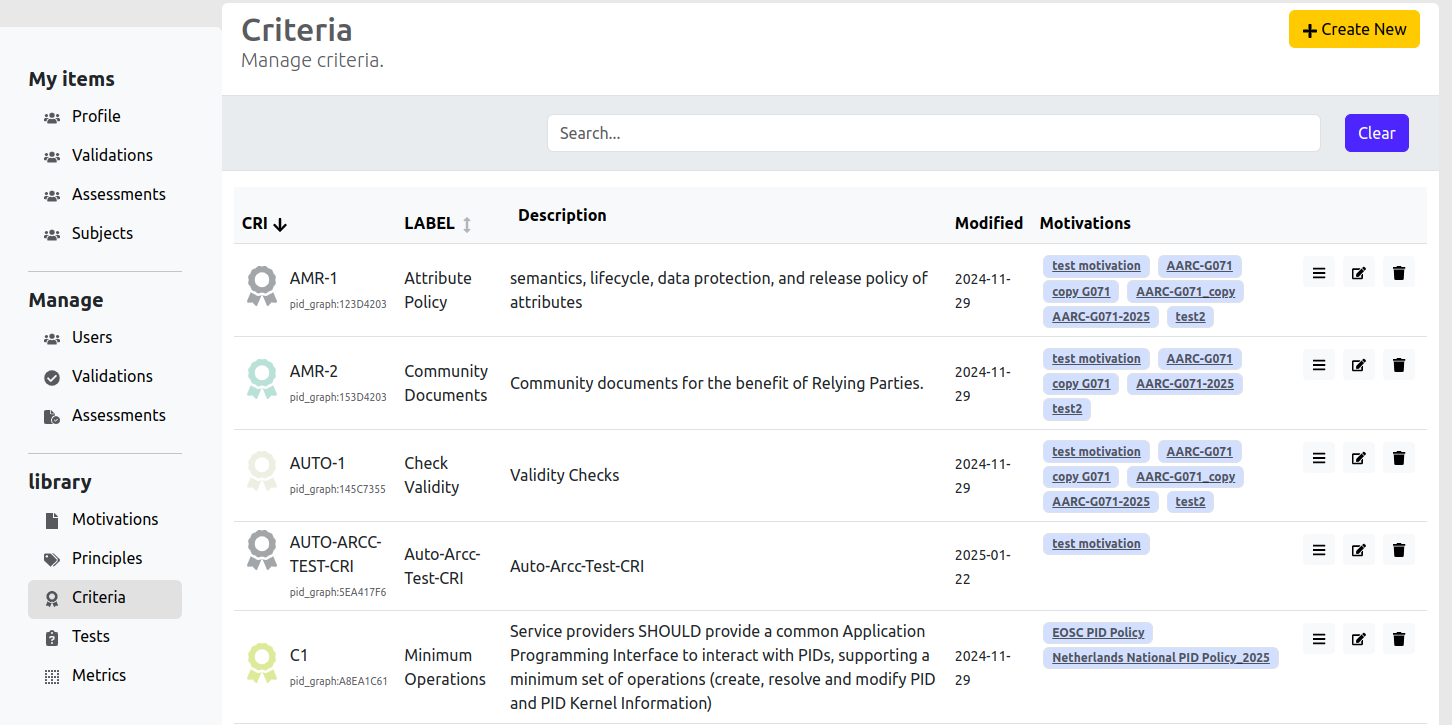 Criteria
Manage criteria.
Create New
My items
Profile
Validations
Assessments
Subjects
Manage
Users
Validations
Assessments
library
Motivations
Principles
Criteria
Tests
Metrics
Search...
Clear
CRI LABEL Description Modified Motivations
AMR-1
pid_graph:123D4203
Attribute
Policy
semantics, lifecycle, data protection, and release policy of
attributes
2024-11-
29
test motivation AARC-G071
copy G071 AARC-G071_copy
AARC-G071-2025 test2
AMR-2
pid_graph:153D4203
Community
Documents
Community documents for the benefit of Relying Parties.
2024-11-
29
test motivation AARC-G071
copy G071 AARC-G071-2025
test2
AUTO-1
pid_graph:145C7355
Check
Validity
Validity Checks
2024-11-
29
test motivation AARC-G071
copy G071 AARC-G071_copy
AARC-G071-2025 test2
AUTO-ARCC-
TEST-CRI
pid_graph:5EA417F6
Auto-Arcc-
Test-CRI
Auto-Arcc-Test-CRI
2025-01-
22
test motivation
C1
pid_graph:A8EA1C61
Minimum
Operations
Service providers SHOULD provide a common Application
Programming Interface to interact with PIDs, supporting a
minimum set of operations (create, resolve and modify PID
and PID Kernel Information)
2024-11-
29
EOSC PID Policy
Netherlands National PID Policy_2025